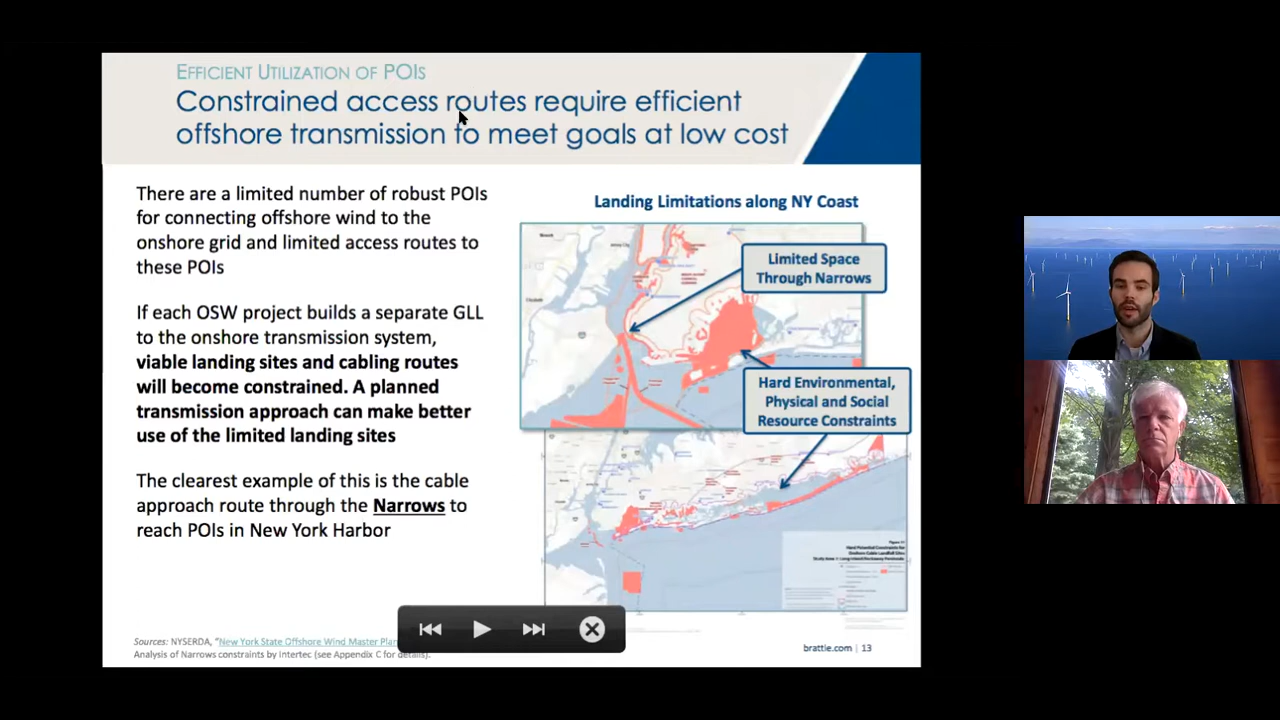 EFFICIENT UTILIZATION OF POIS
Constrained access routes require efficient
offshore transmission to meet goals at low cost
There are a limited number of robust POIs
for connecting offshore wind to the
onshore grid and limited access routes to
these POIs
If each OSW project builds a separate GLL
to the onshore transmission system,
viable landing sites and cabling routes
will become constrained. A planned
transmission approach can make better
use of the limited landing sites
The clearest example of this is the cable
approach route through the Narrows to
reach POIs in New York Harbor
Landing Limitations along NY Coast
Limited Space
Through Narrows
Hard Environmental,
Physical and Social
Resource Constraints
Sources: NYSERDA, "New York State Offshore Wind Master Plan
Analysis of Narrows constraints by Intertec (see Appendix C for details).
brattle.com | 13